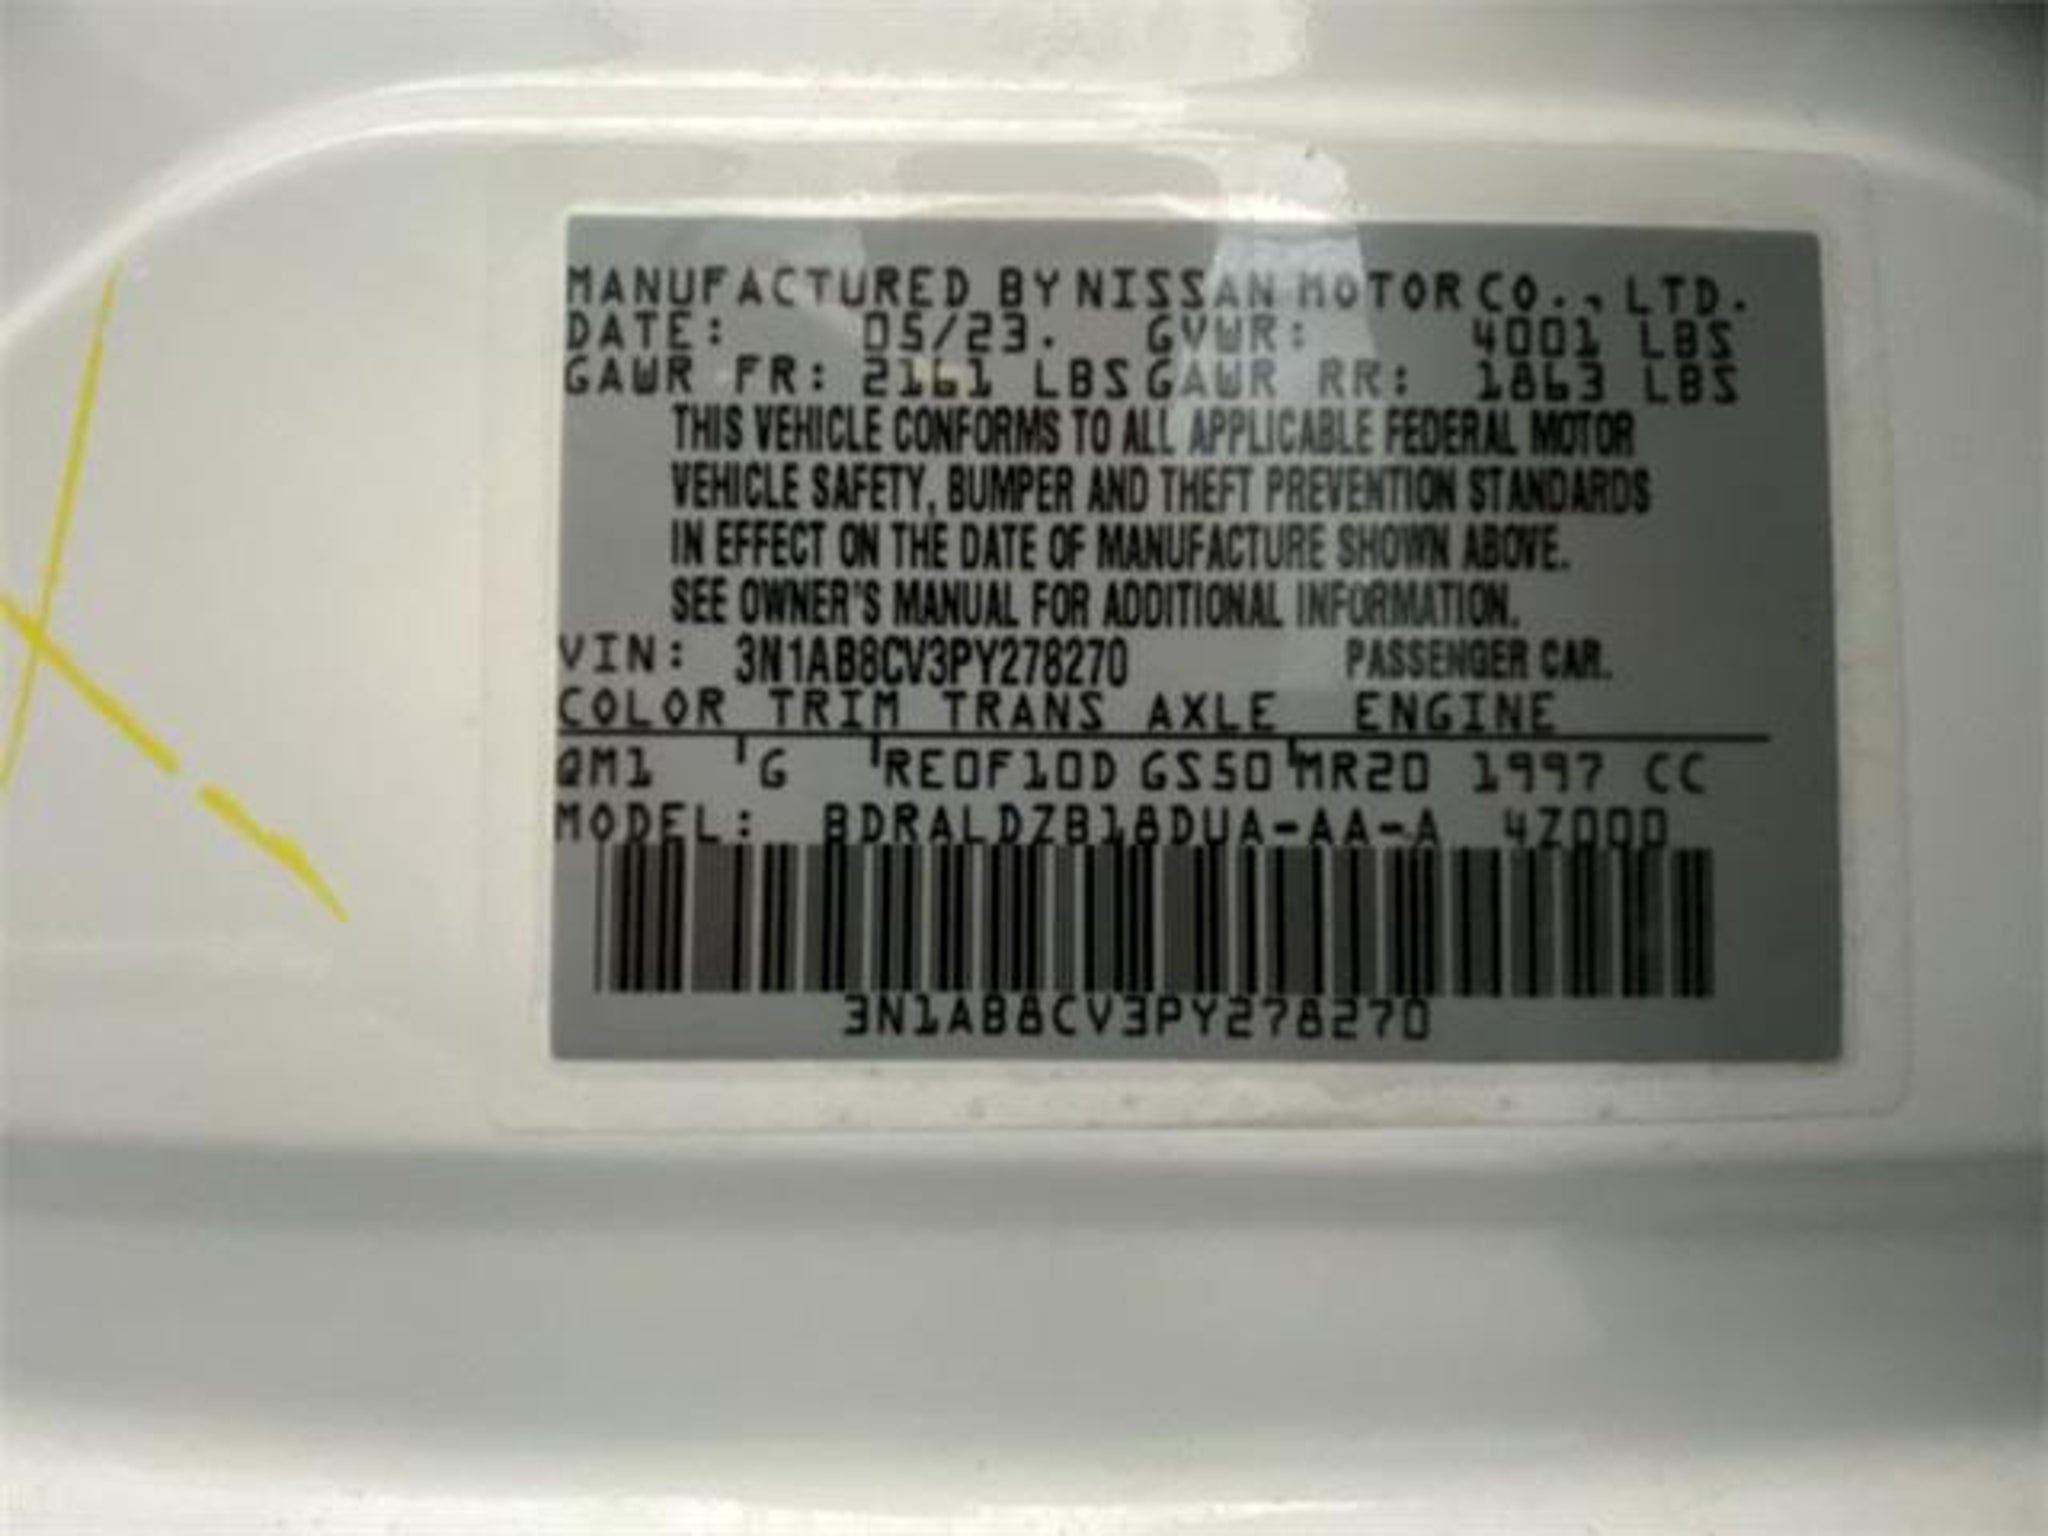 MANUFACTURED BY NISSAN MOTOR CO., LTD.
DATE: 05/23. GVWR: 4001 LBS
GAWR FR: 2161 LBS GAWR RR: 1863 LBS
THIS VEHICLE CONFORMS TO ALL APPLICABLE FEDERAL MOTOR
VEHICLE SAFETY, BUMPER AND THEFT PREVENTION STANDARDS
IN EFFECT ON THE DATE OF MANUFACTURE SHOWN ABOVE.
SEE OWNER'S MANUAL FOR ADDITIONAL INFORMATION.
VIN: 3N1AB8CV3PY278270 PASSENGER CAR.
COLOR TRIM TRANS AXLE ENGINE
QM1 G RE0F10D GS50 MR20 1997 CC
MODEL: BDRALDZB18DUA-AA-A 4Z000
3N1AB8CV3PY278270